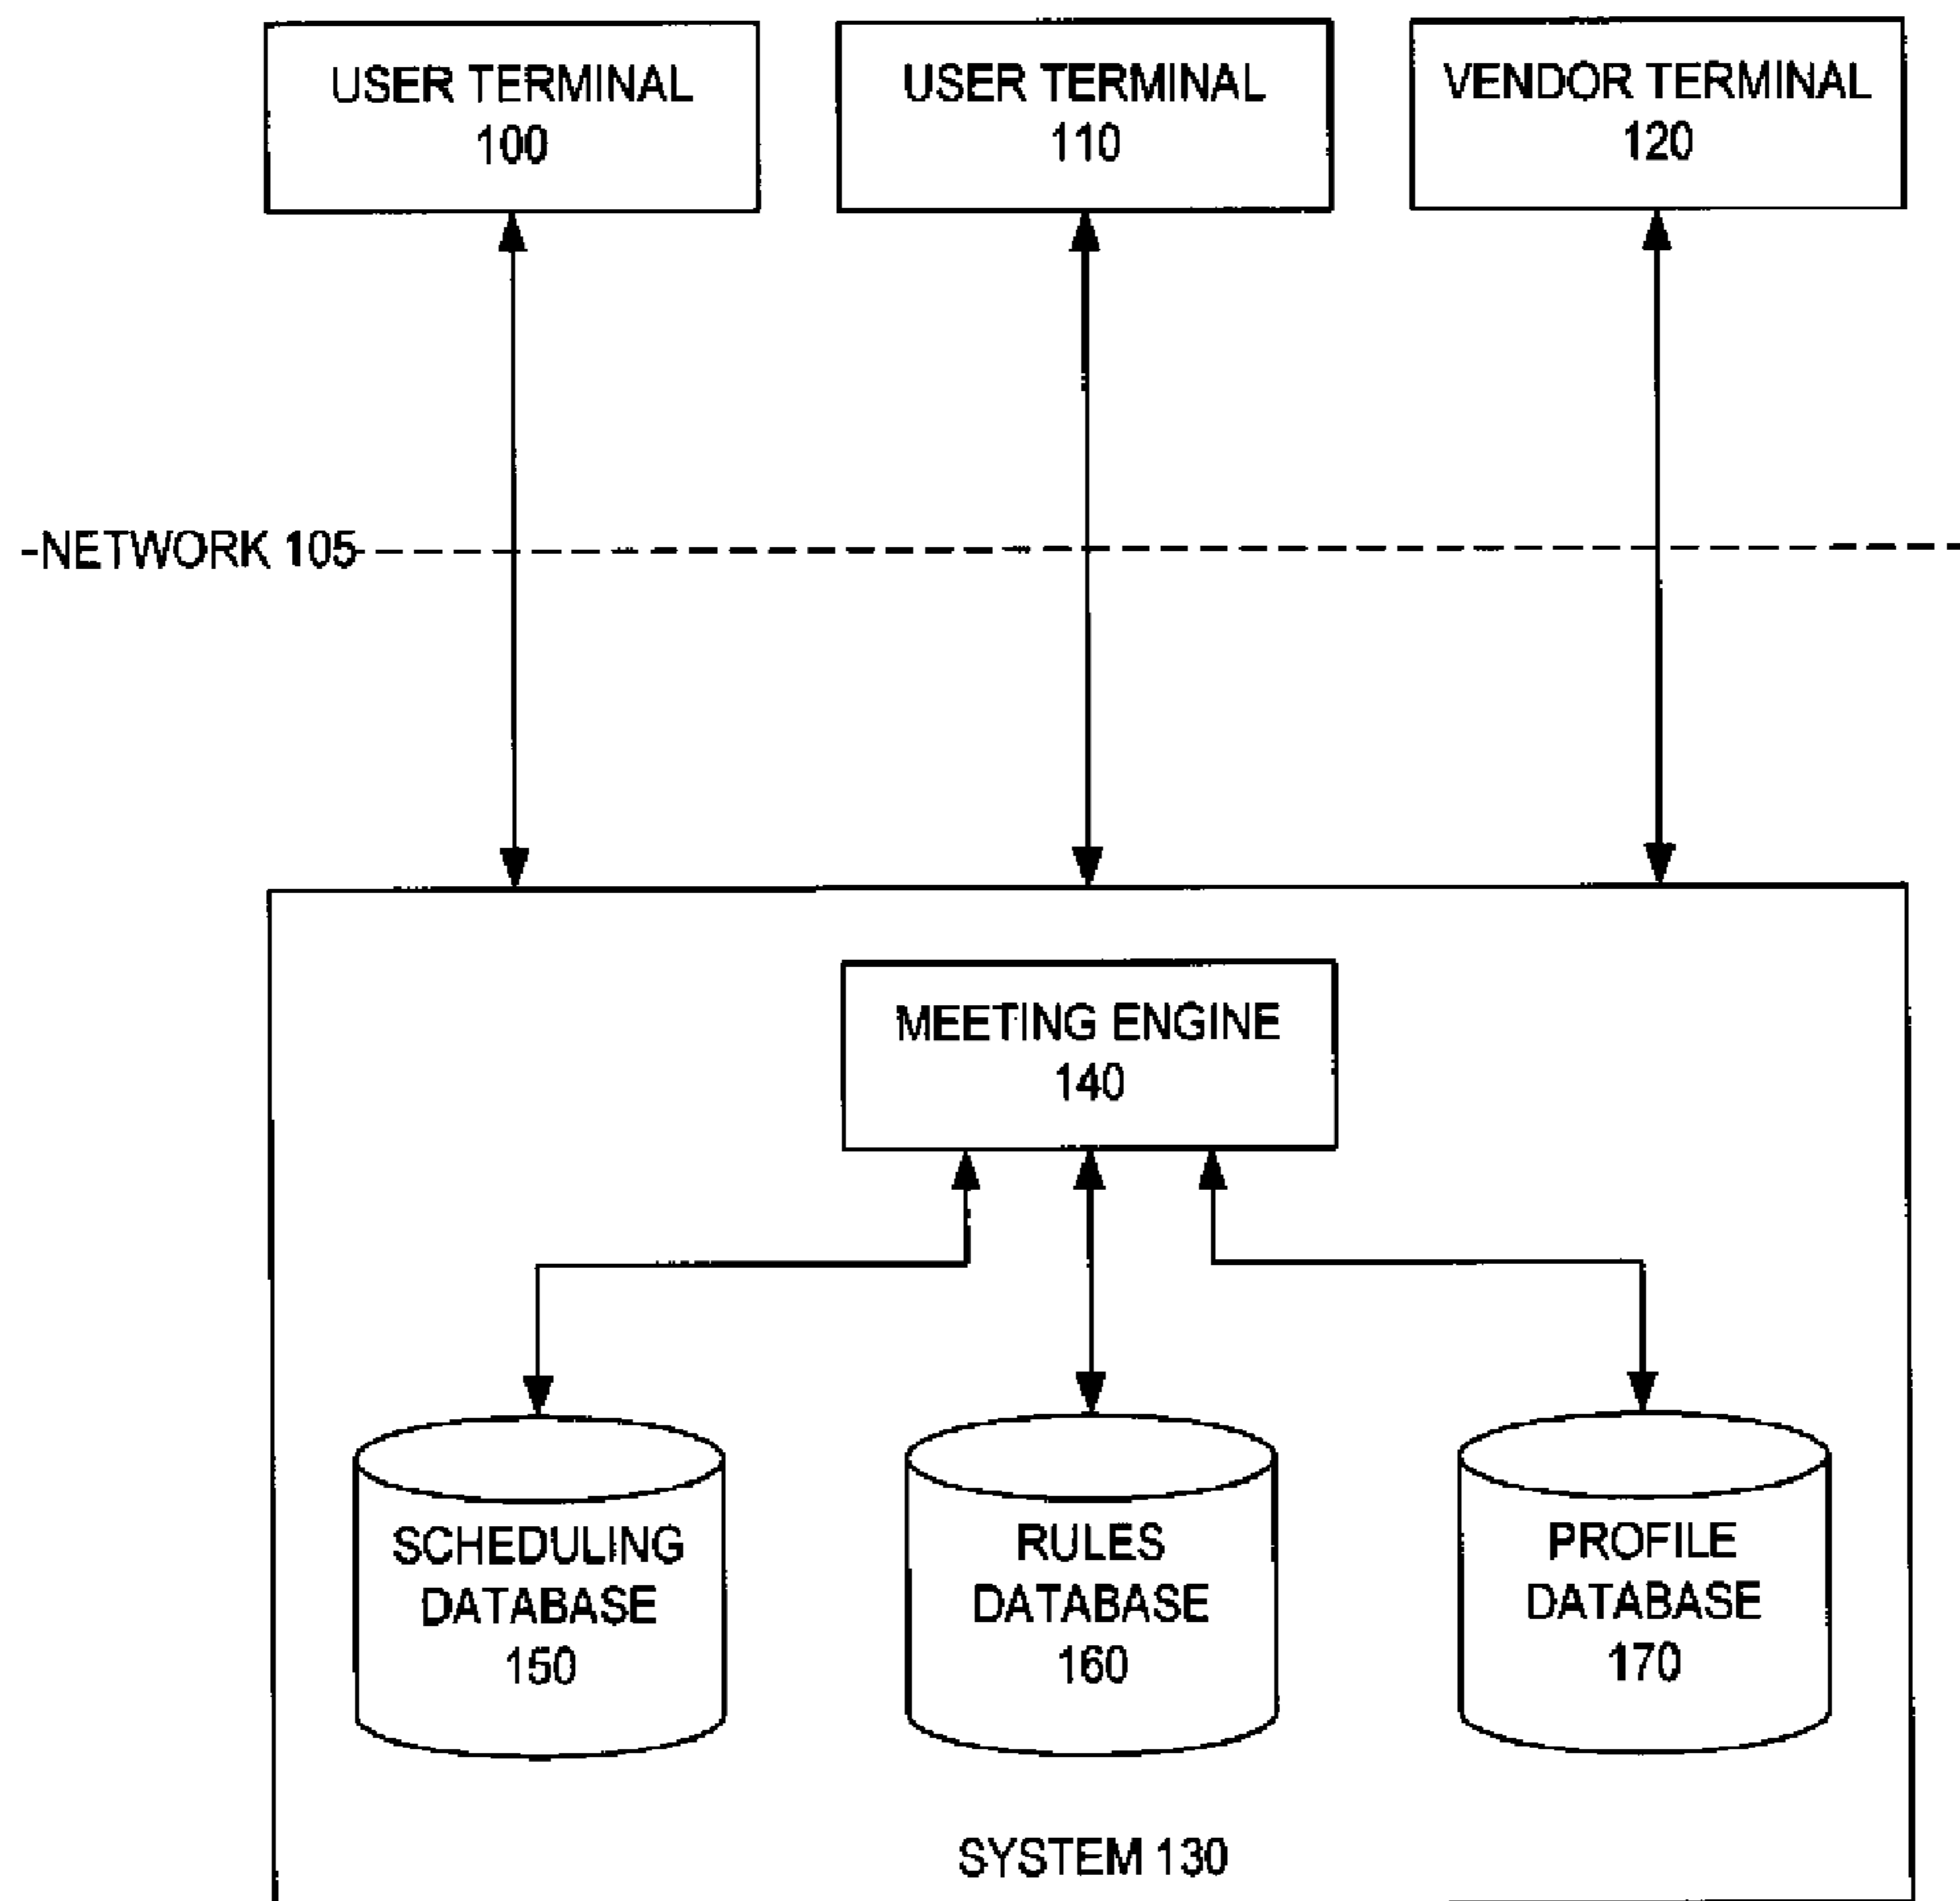 USER TERMINAL
100
USER TERMINAL
110
VENDOR TERMINAL
120
NETWORK 105
MEETING ENGINE
140
SCHEDULING
DATABASE
150
RULES
DATABASE
160
PROFILE
DATABASE
170
SYSTEM 130